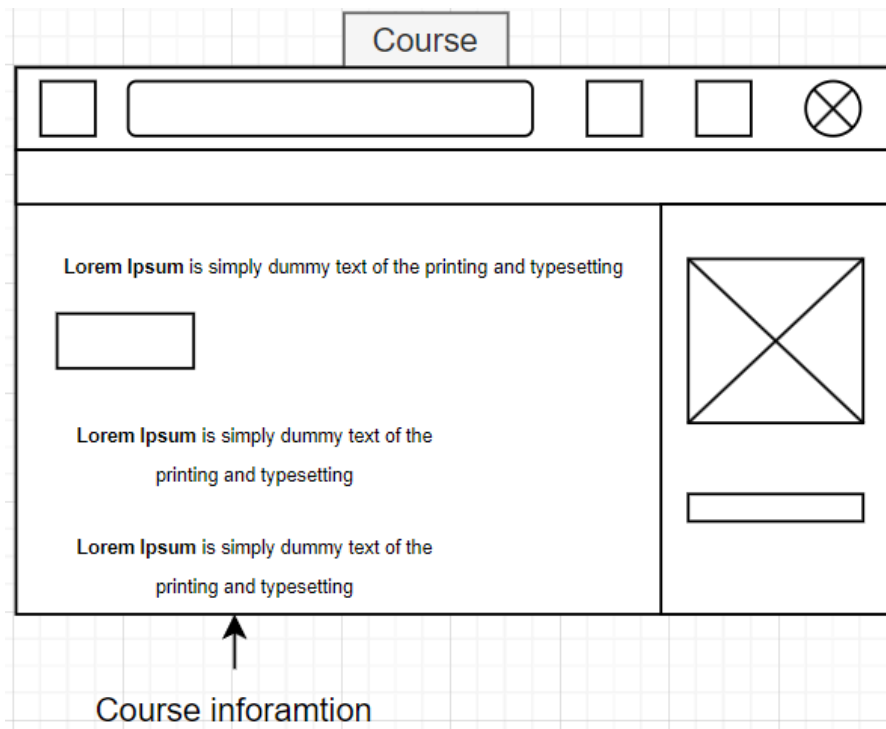 Course
Lorem Ipsum is simply dummy text of the printing and typesetting
Lorem Ipsum is simply dummy text of the
printing and typesetting
Lorem Ipsum is simply dummy text of the
printing and typesetting
Course inforamtion